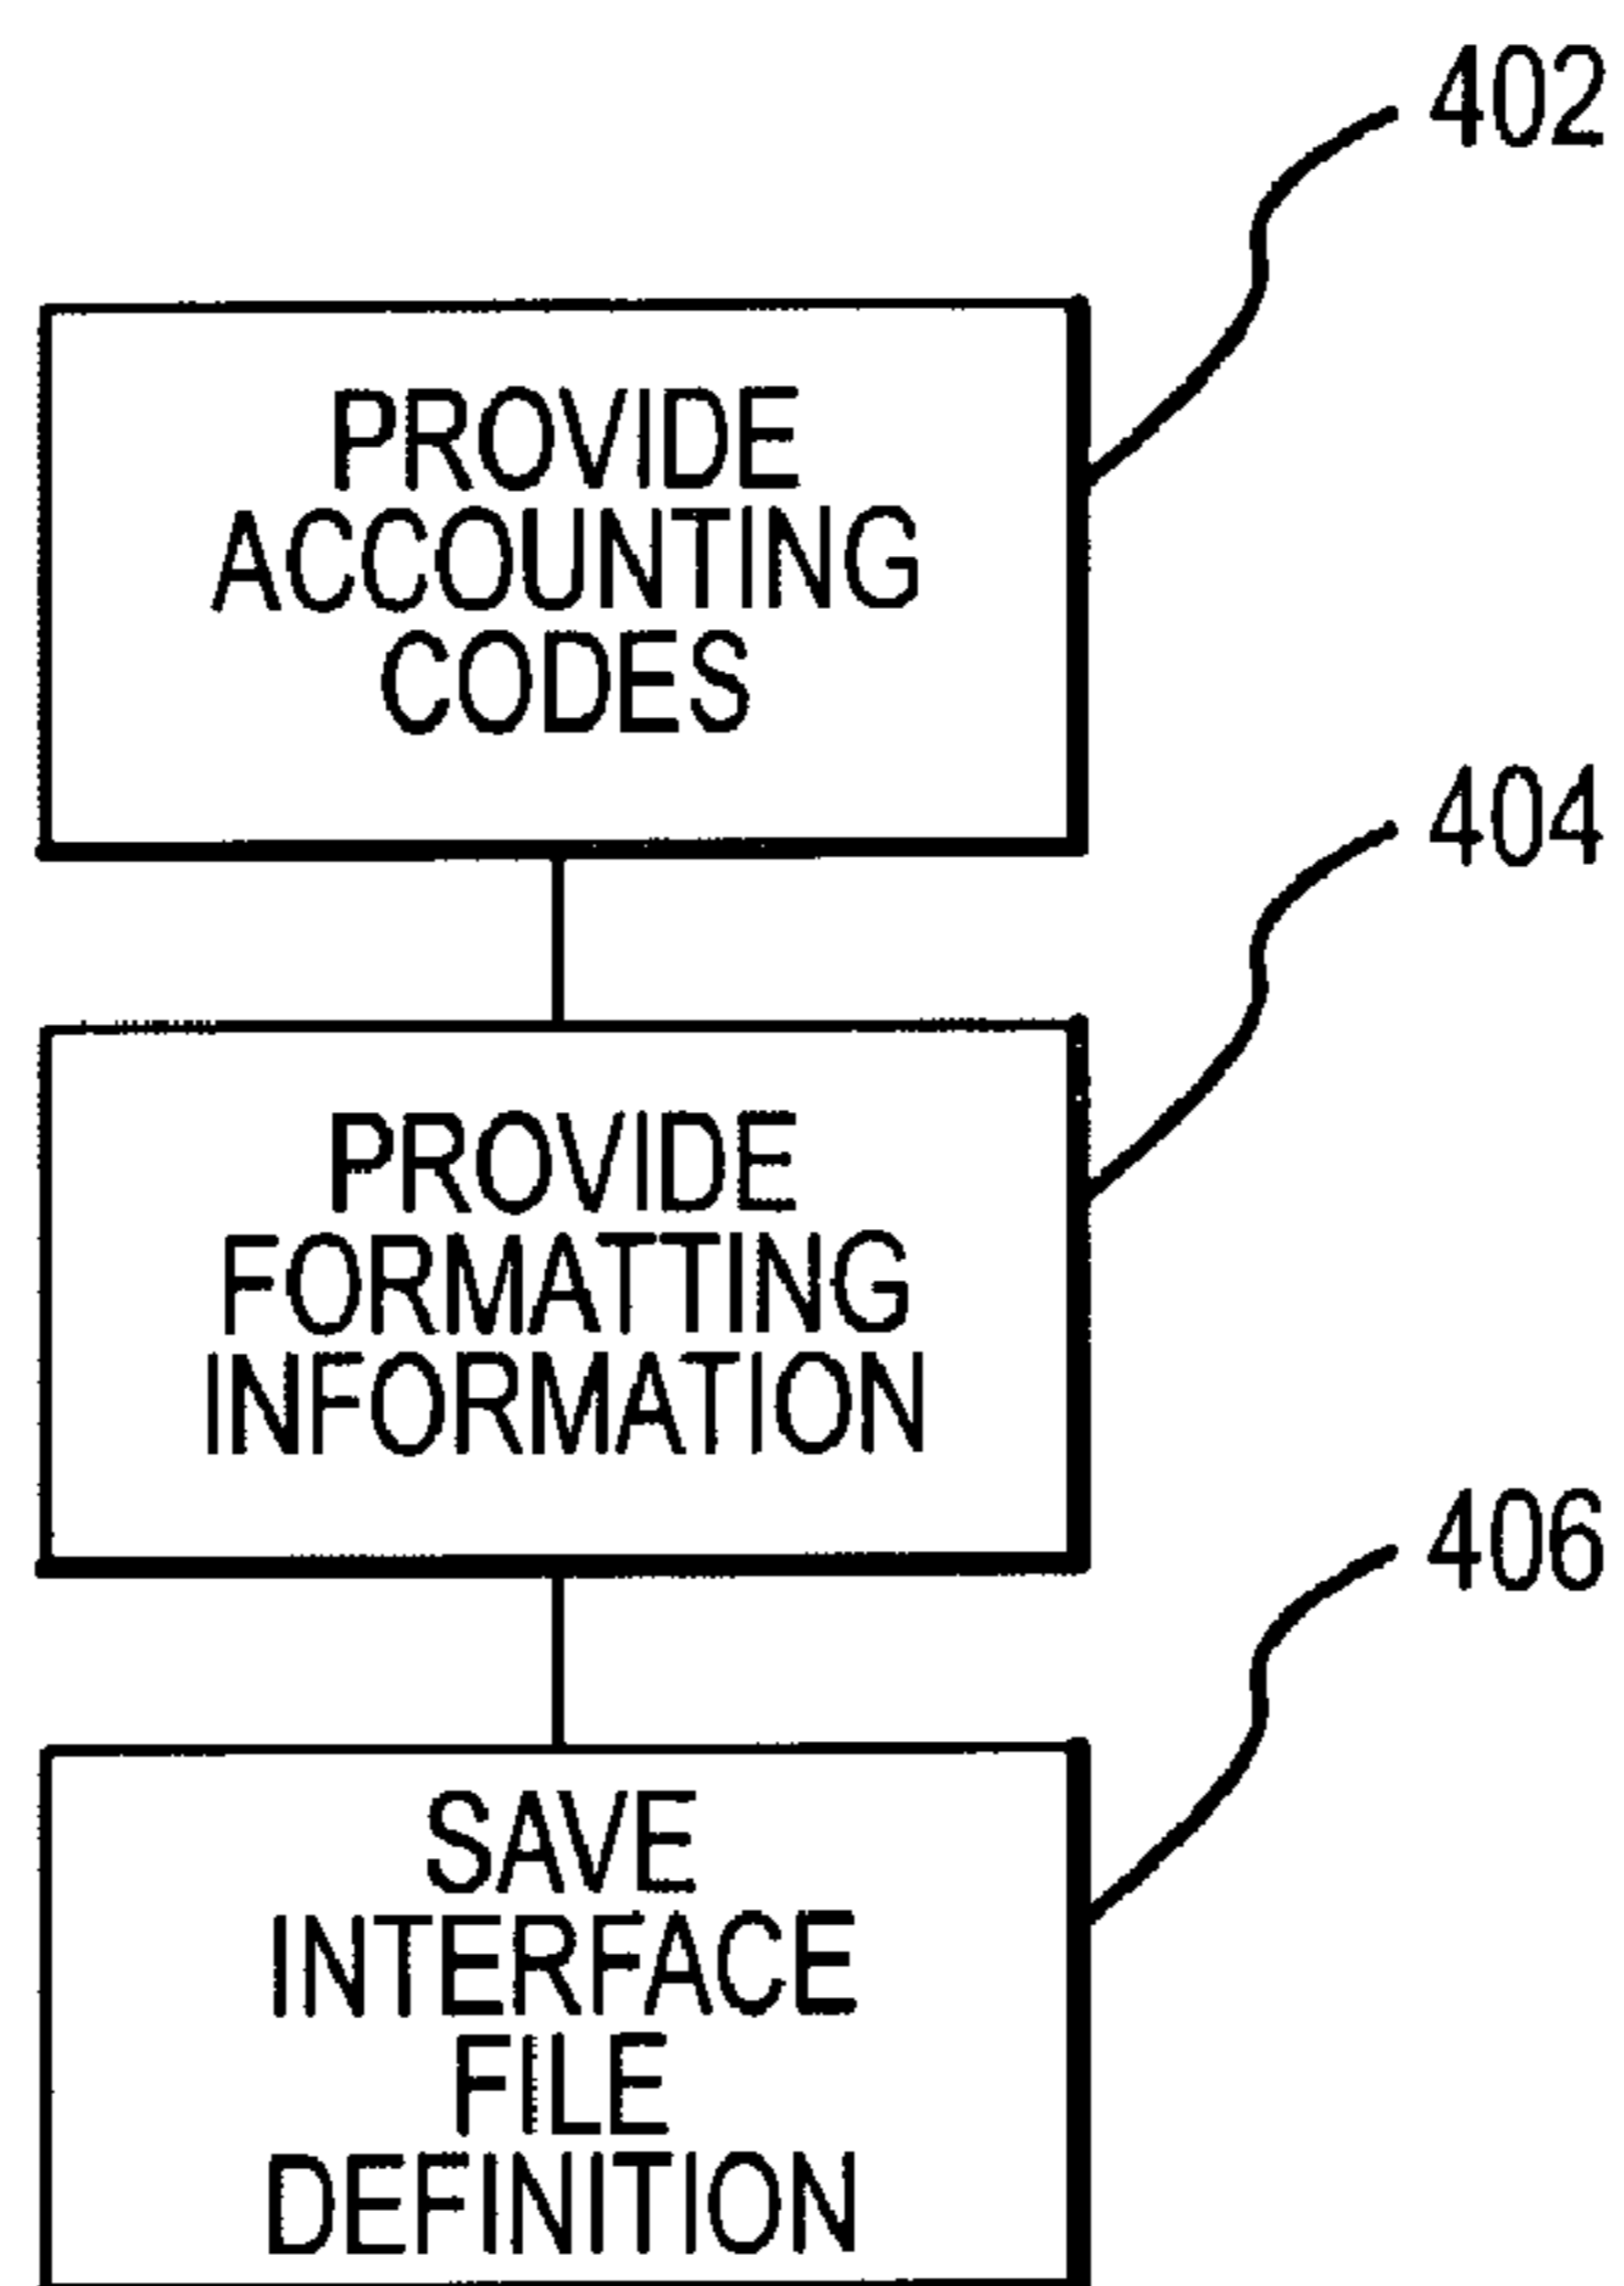 402
PROVIDE
ACCOUNTING
CODES
404
PROVIDE
FORMATTING
INFORMATION
406
SAVE
INTERFACE
FILE
DEFINITION